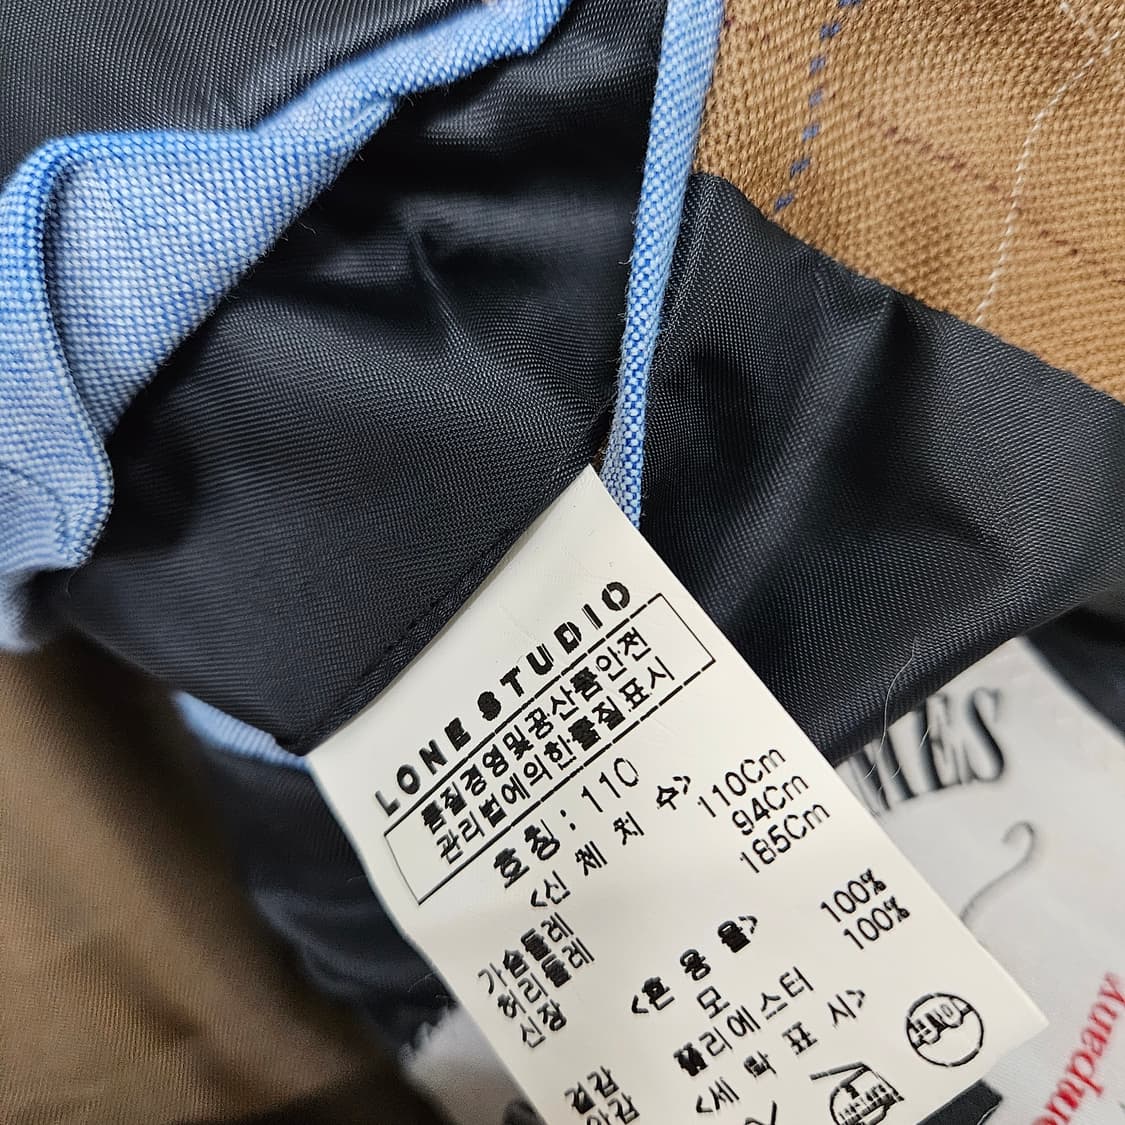 LONE STUDIO
품질경영및공산품안전
관리법에의한품질표시
호칭: 110
<신 체 치 수>
가슴둘레 110Cm
허리둘레 94Cm
신장 185Cm
<혼 용 율>
겉감 모 100%
안감 폴리에스터 100%
<세 탁 표 시>
MES
ompany